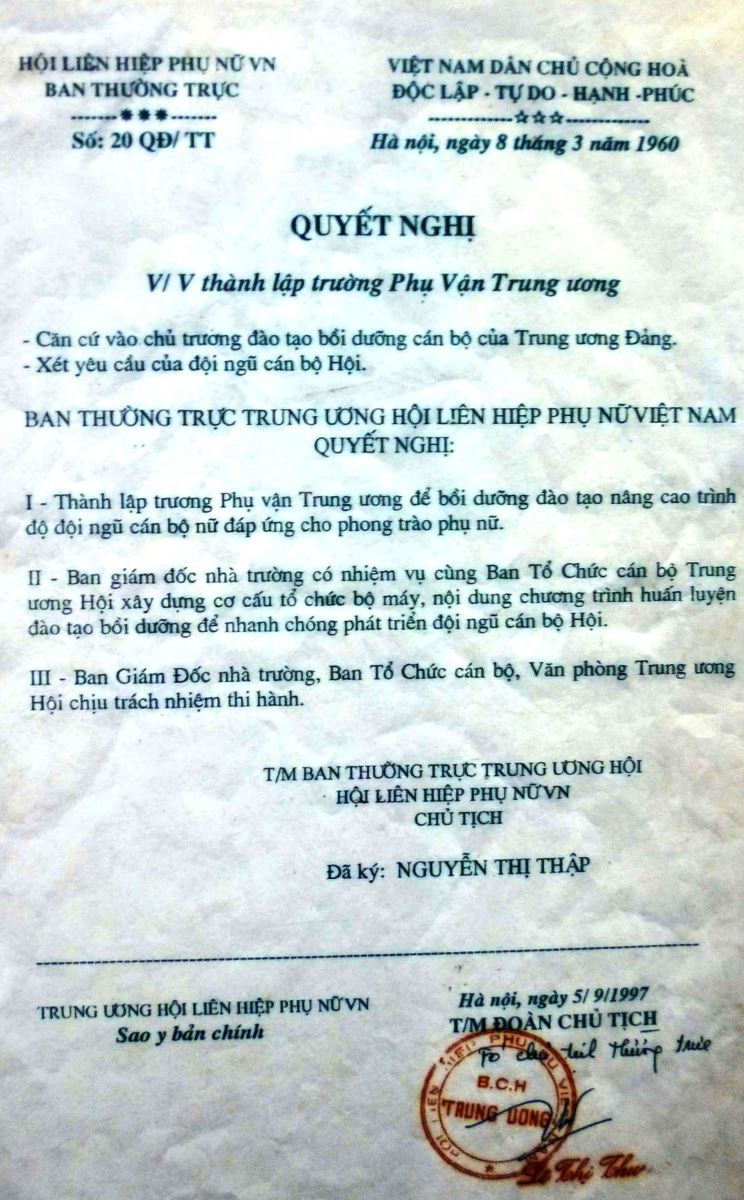 HỘI LIÊN HIỆP PHỤ NỮ VN
BAN THƯỜNG TRỰC
-------✱✱✱-------
Số: 20 QĐ/ TT
VIỆT NAM DÂN CHỦ CỘNG HOÀ
ĐỘC LẬP - TỰ DO - HẠNH -PHÚC
-------------☆☆☆-------------
Hà nội, ngày 8 tháng 3 năm 1960
QUYẾT NGHỊ
V/ V thành lập trường Phụ Vận Trung ương
- Căn cứ vào chủ trương đào tạo bồi dưỡng cán bộ của Trung ương Đảng.
- Xét yêu cầu của đội ngũ cán bộ Hội.
BAN THƯỜNG TRỰC TRUNG ƯƠNG HỘI LIÊN HIỆP PHỤ NỮ VIỆT NAM
QUYẾT NGHỊ:
I - Thành lập trương Phụ vận Trung ương để bồi dưỡng đào tạo nâng cao trình
độ đội ngũ cán bộ nữ đáp ứng cho phong trào phụ nữ.
II - Ban giám đốc nhà trường có nhiệm vụ cùng Ban Tổ Chức cán bộ Trung
ương Hội xây dựng cơ cấu tổ chức bộ máy, nội dung chương trình huấn luyện
đào tạo bồi dưỡng để nhanh chóng phát triển đội ngũ cán bộ Hội.
III - Ban Giám Đốc nhà trường, Ban Tổ Chức cán bộ, Văn phòng Trung ương
Hội chịu trách nhiệm thi hành.
T/M BAN THƯỜNG TRỰC TRUNG ƯƠNG HỘI
HỘI LIÊN HIỆP PHỤ NỮ VN
CHỦ TỊCH
Đã ký: NGUYỄN THỊ THẬP
TRUNG ƯƠNG HỘI LIÊN HIỆP PHỤ NỮ VN
Sao y bản chính
Hà nội, ngày 5/ 9/1997
T/M ĐOÀN CHỦ TỊCH
HỘI LIÊN HIỆP PHỤ NỮ VIỆT NAM
B.C.H
TRUNG ƯƠNG
Lê Thị Thu